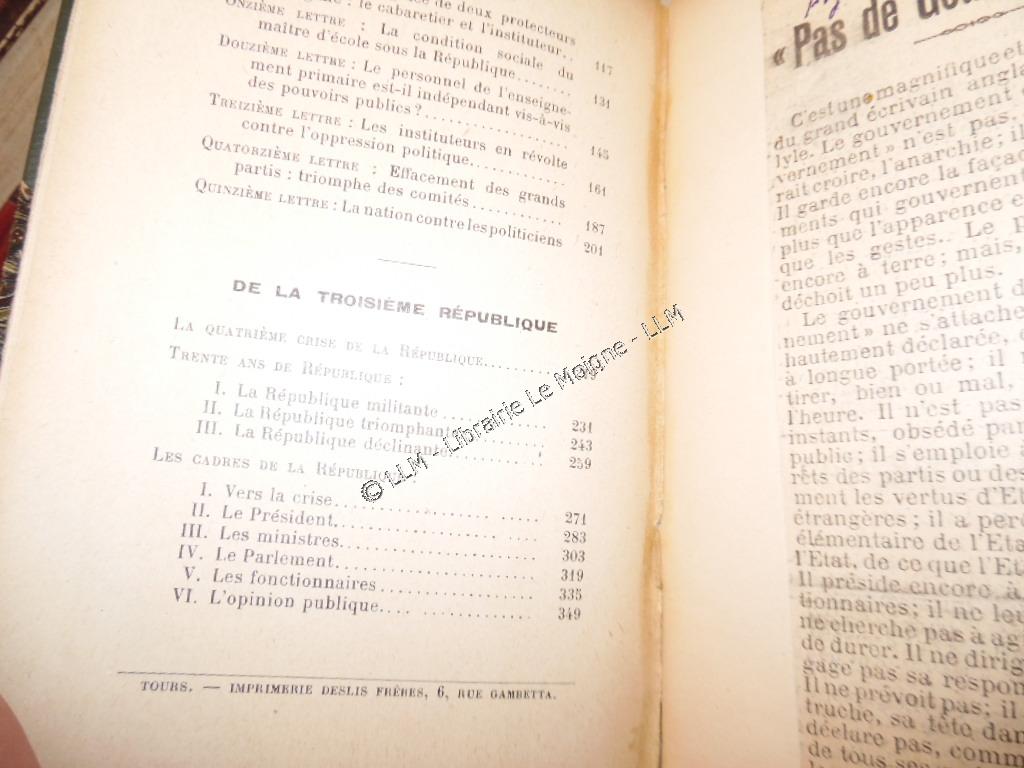 de deux protecteurs
: le cabaretier et l'instituteur..
ONZIÈME LETTRE : La condition sociale du
maître d'école sous la République........ 117
DOUZIÈME LETTRE : Le personnel de l'enseigne-
ment primaire est-il indépendant vis-à-vis
des pouvoirs publics ?.................... 131
TREIZIÈME LETTRE : Les instituteurs en révolte
contre l'oppression politique.............. 145
QUATORZIÈME LETTRE : Effacement des grands
partis : triomphe des comités............. 161
187
QUINZIÈME LETTRE : La nation contre les politiciens 201
DE LA TROISIÈME RÉPUBLIQUE
LA QUATRIÈME CRISE DE LA RÉPUBLIQUE.........
TRENTE ANS DE RÉPUBLIQUE :
I. La République militante ............... 231
II. La République triomphante............ 243
III. La République déclinante............. 259
LES CADRES DE LA RÉPUBLIQUE
I. Vers la crise......................... 271
II. Le Président......................... 283
III. Les ministres........................ 303
IV. Le Parlement......................... 319
V. Les fonctionnaires ................... 335
VI. L'opinion publique.... .............. 349
TOURS. — IMPRIMERIE DESLIS FRÈRES, 6, RUE GAMBETTA.
© LLM - Librairie Le Moigne - LLM
« Pas de
C'est une magnifique et
du grand écrivain angla
lyle. Le gouvernement
vernement » n'est pas,
rait croire, l'anarchie; il
Il garde encore la faça
ments qui gouvernent
plus que l'apparence e
que les gestes.. Le
encore à terre; mais,
déchoit un peu plus.
Le gouvernement d
nement » ne s'attache
hautement déclarée,
à longue portée; il
tirer, bien ou mal,
l'heure. Il n'est pas
instants, obsédé par
public; il s'emploie à
rêts des partis ou des
ment les vertus d'Et
étrangères; il a perd
élémentaire de l'Eta
l'Etat, de ce que l'Et
Il préside encore à
tionnaires; il ne leu
ne cherche pas à ag
de durer. Il ne dirig
gage pas sa respon
Il ne prévoit pas; il
truche, sa tête dan
déclare pas, comm
de tous